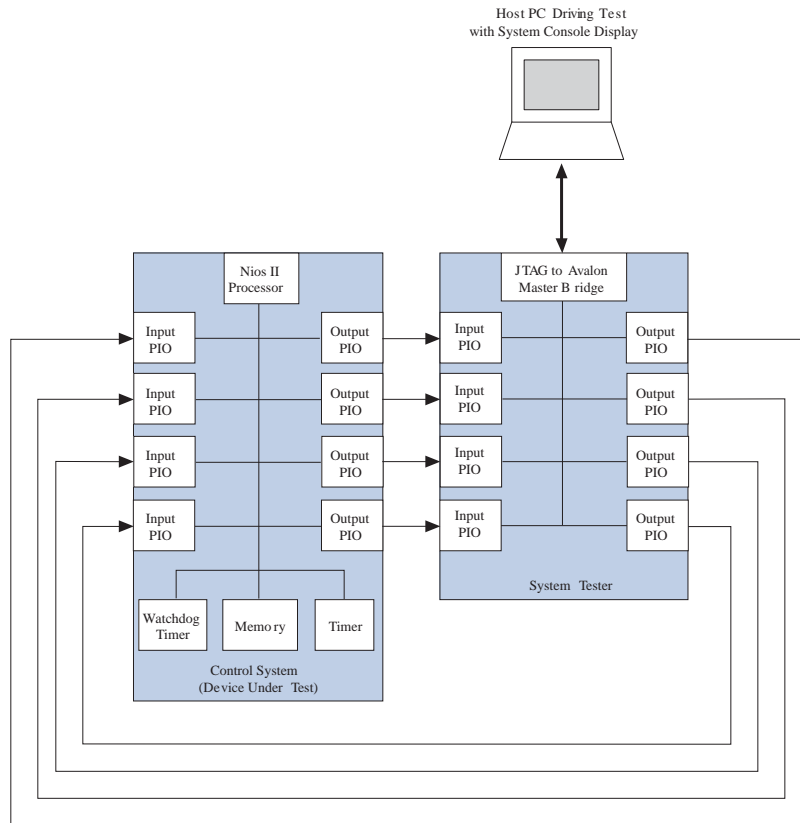 Host PC Driving Test
with System Console Display
Nios II
Processor
JTAG to Avalon
Master Bridge
Input
PIO
Output
PIO
Input
PIO
Output
PIO
Input
PIO
Output
PIO
Input
PIO
Output
PIO
Input
PIO
Output
PIO
Input
PIO
Output
PIO
Input
PIO
Output
PIO
Input
PIO
Output
PIO
System Tester
Watchdog
Timer
Memory
Timer
Control System
(Device Under Test)